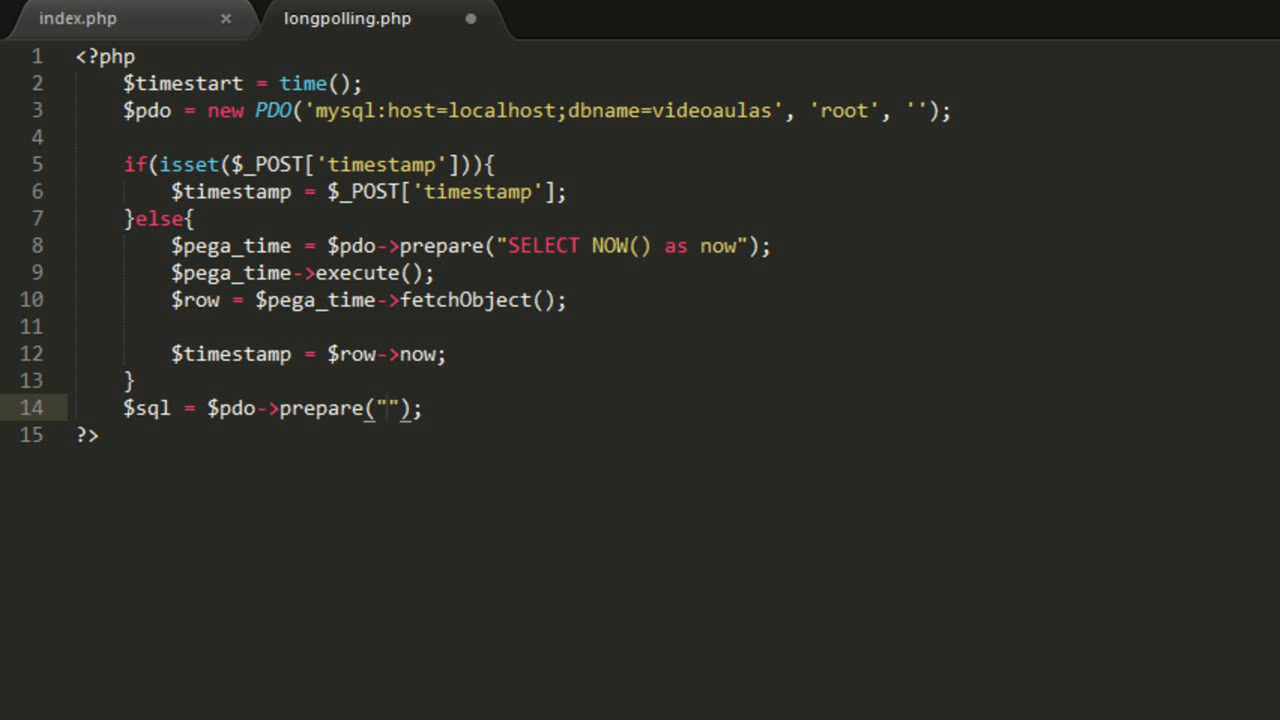 index.php × longpolling.php
1 <?php
2 $timestart = time();
3 $pdo = new PDO('mysql:host=localhost;dbname=videoaulas', 'root', '');
4
5 if(isset($_POST['timestamp'])){
6 $timestamp = $_POST['timestamp'];
7 }else{
8 $pega_time = $pdo->prepare("SELECT NOW() as now");
9 $pega_time->execute();
10 $row = $pega_time->fetchObject();
11
12 $timestamp = $row->now;
13 }
14 $sql = $pdo->prepare("");
15 ?>